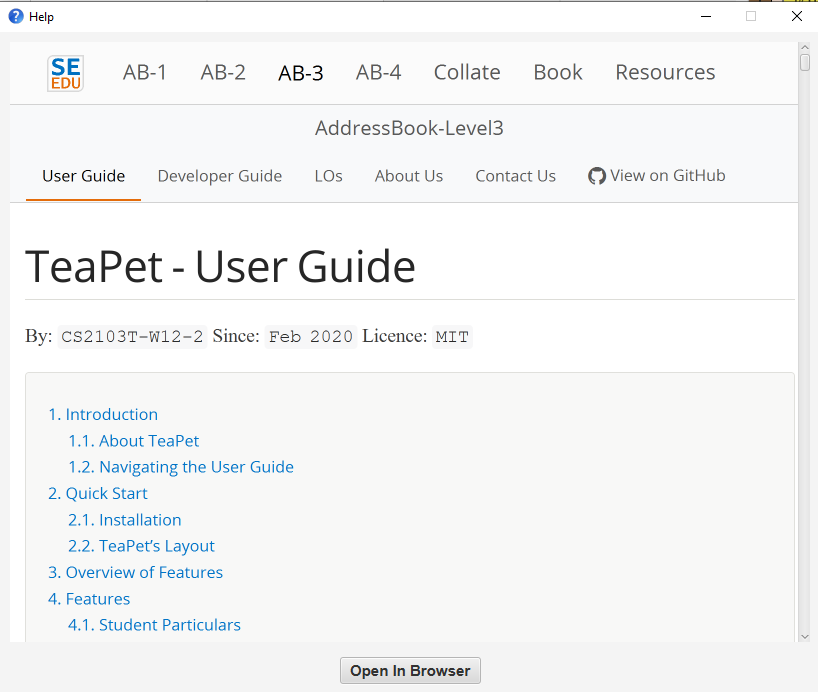 Help
SE
EDU
AB-1 AB-2 AB-3 AB-4 Collate Book Resources
AddressBook-Level3
User Guide Developer Guide LOs About Us Contact Us View on GitHub
TeaPet - User Guide
By: CS2103T-W12-2 Since: Feb 2020 Licence: MIT
1. Introduction
1.1. About TeaPet
1.2. Navigating the User Guide
2. Quick Start
2.1. Installation
2.2. TeaPet’s Layout
3. Overview of Features
4. Features
4.1. Student Particulars
Open In Browser